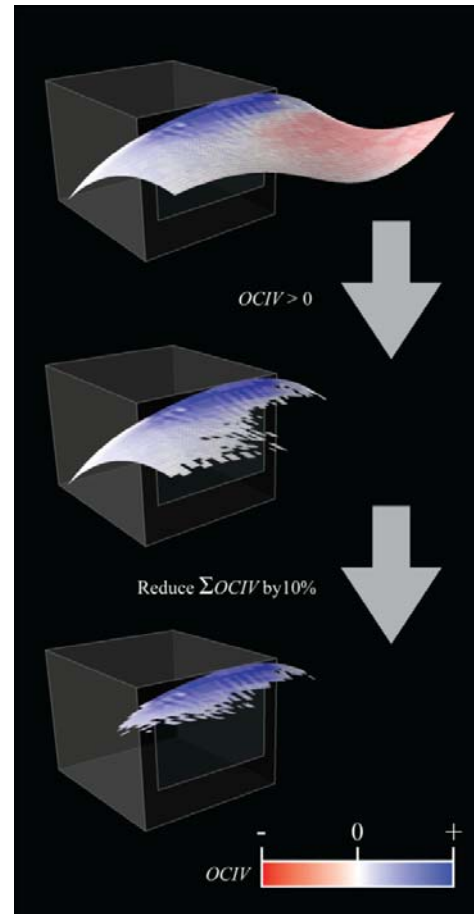 OCIV > 0
Reduce ΣOCIV by10%
- 0 +
OCIV